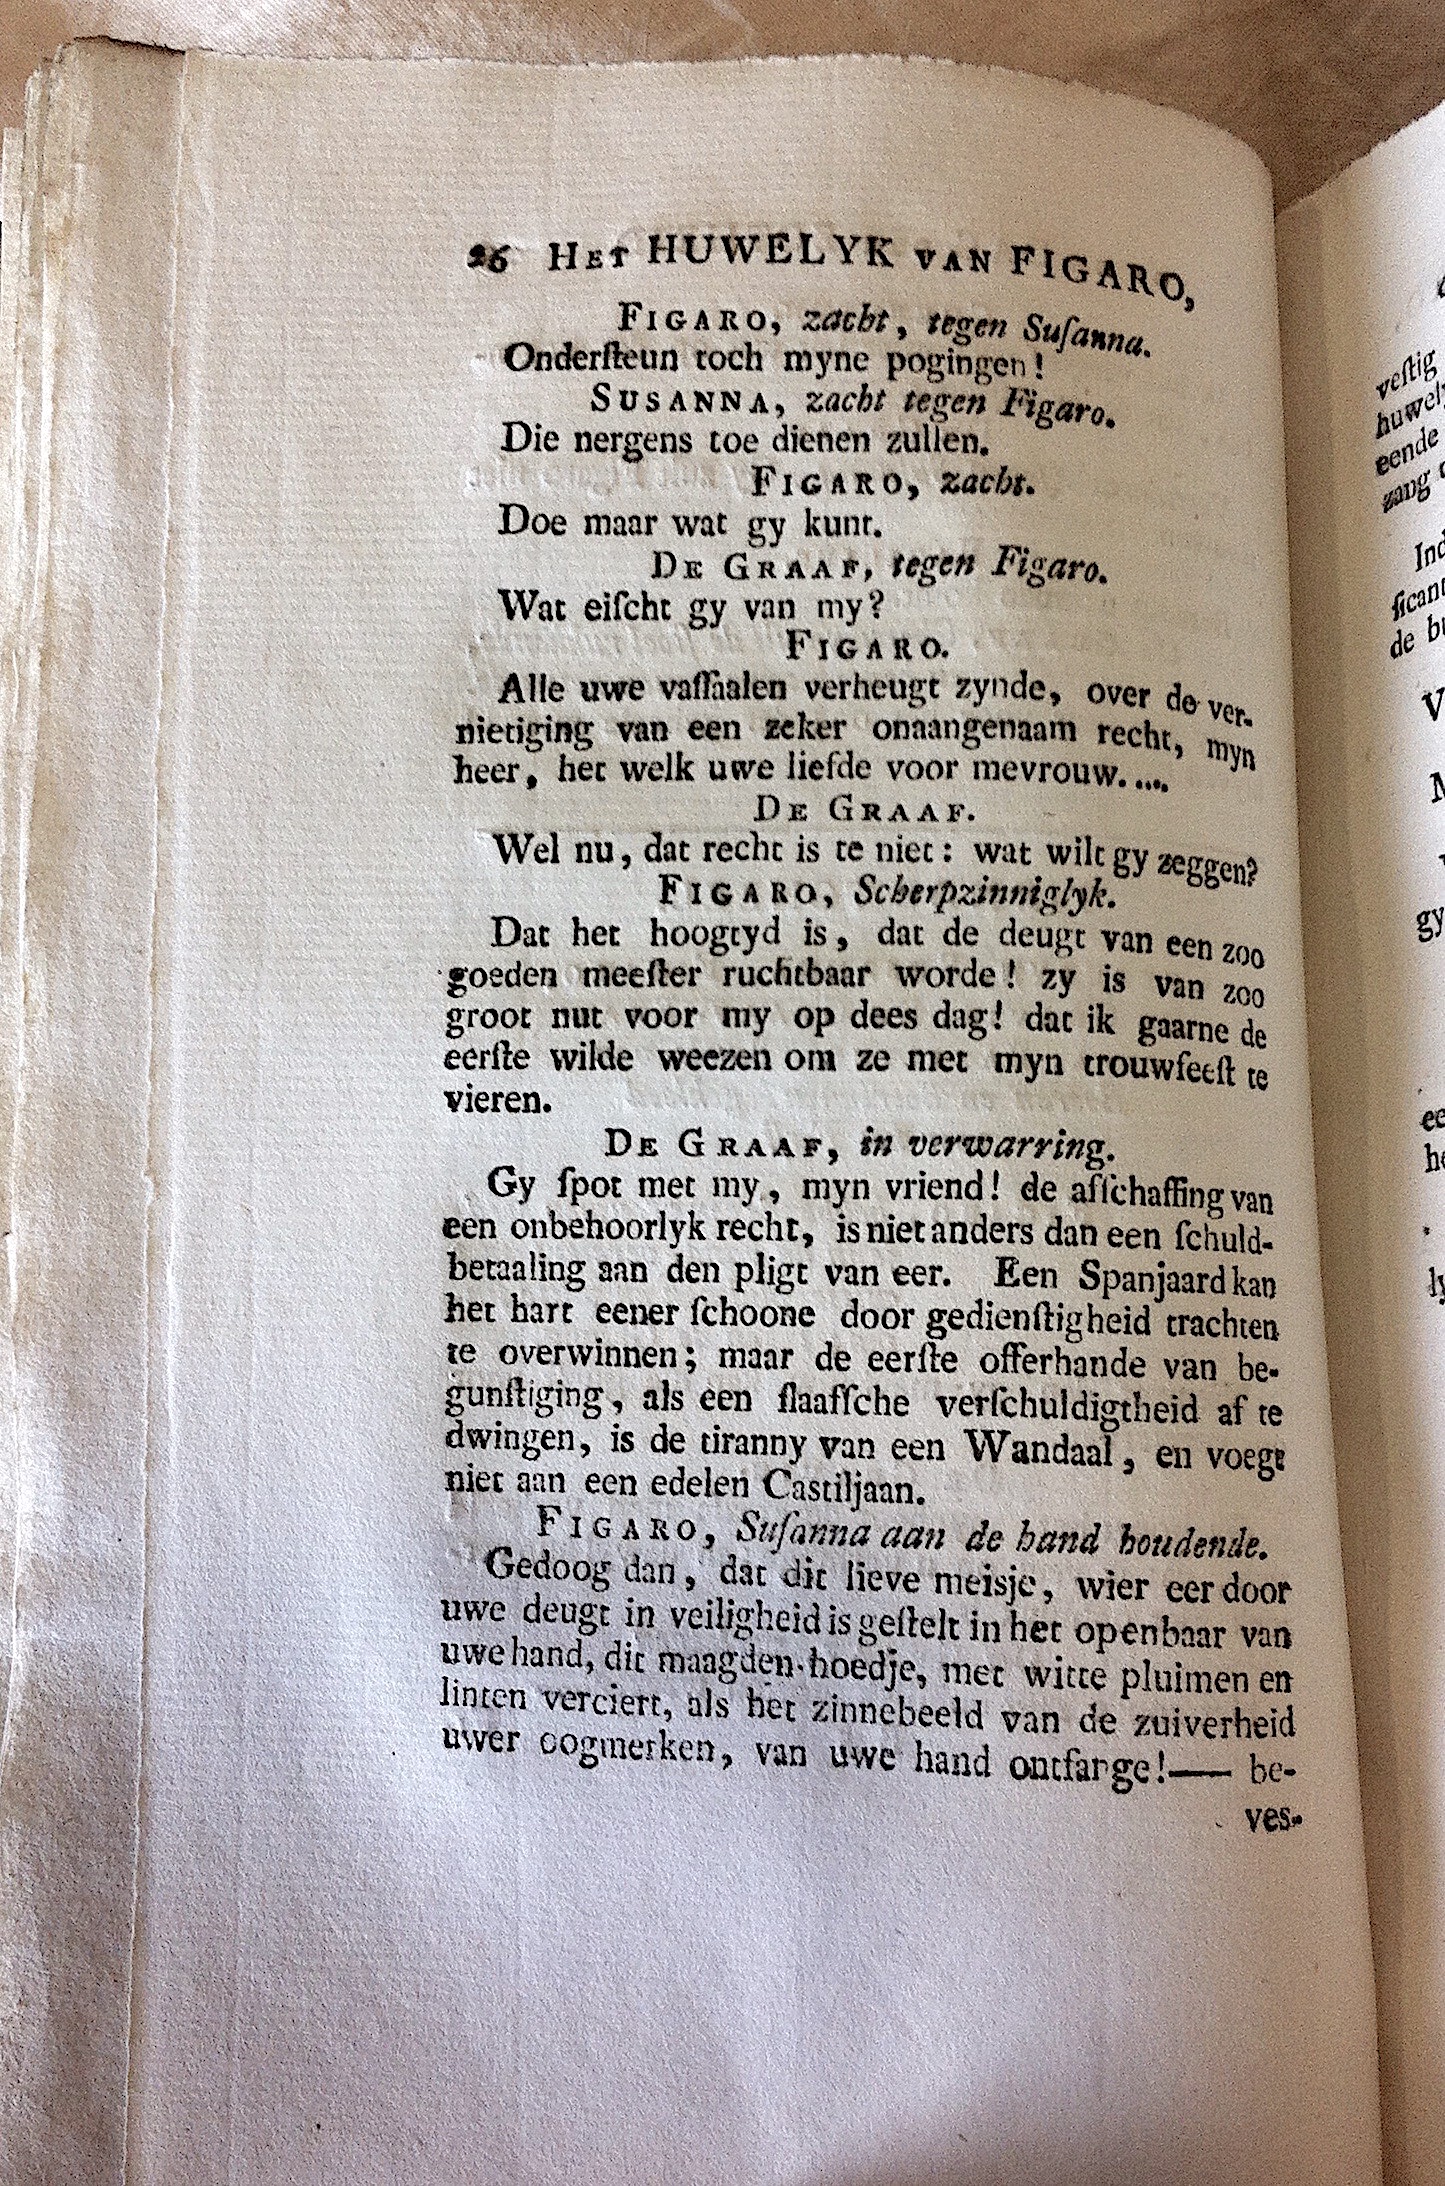 26 HET HUWELYK VAN FIGARO,
FIGARO, zacht, tegen Suſanna.
Onderſteun toch myne pogingen!
SUSANNA, zacht tegen Figaro.
Die nergens toe dienen zullen.
FIGARO, zacht.
Doe maar wat gy kunt.
DE GRAAF, tegen Figaro.
Wat eiſcht gy van my?
FIGARO.
Alle uwe vaſſaalen verheugt zynde, over de ver-
nietiging van een zeker onaangenaam recht, myn
heer, het welk uwe liefde voor mevrouw.....
DE GRAAF.
Wel nu, dat recht is te niet: wat wilt gy zeggen?
FIGARO, Scherpzinniglyk.
Dat het hoogtyd is, dat de deugt van een zoo
goeden meeſter ruchtbaar worde! zy is van zoo
groot nut voor my op dees dag! dat ik gaarne de
eerſte wilde weezen om ze met myn trouwfeeſt te
vieren.
DE GRAAF, in verwarring.
Gy ſpot met my, myn vriend! de afſchaffing van
een onbehoorlyk recht, is niet anders dan een ſchuld-
betaaling aan den pligt van eer. Een Spanjaard kan
het hart eener ſchoone door gedienſtigheid trachten
te overwinnen; maar de eerſte offerhande van be-
gunſtiging, als een ſlaafſche verſchuldigtheid af te
dwingen, is de tiranny van een Wandaal, en voegt
niet aan een edelen Castiljaan.
FIGARO, Suſanna aan de hand houdende.
Gedoog dan, dat dit lieve meisje, wier eer door
uwe deugt in veiligheid is geſtelt in het openbaar van
uwe hand, dit maagden-hoedje, met witte pluimen en
linten verciert, als het zinnebeeld van de zuiverheid
uwer oogmerken, van uwe hand ontfange!—— be-
ves-
veſtig
huwel
eende
zang
Ind
ficant
de
gy